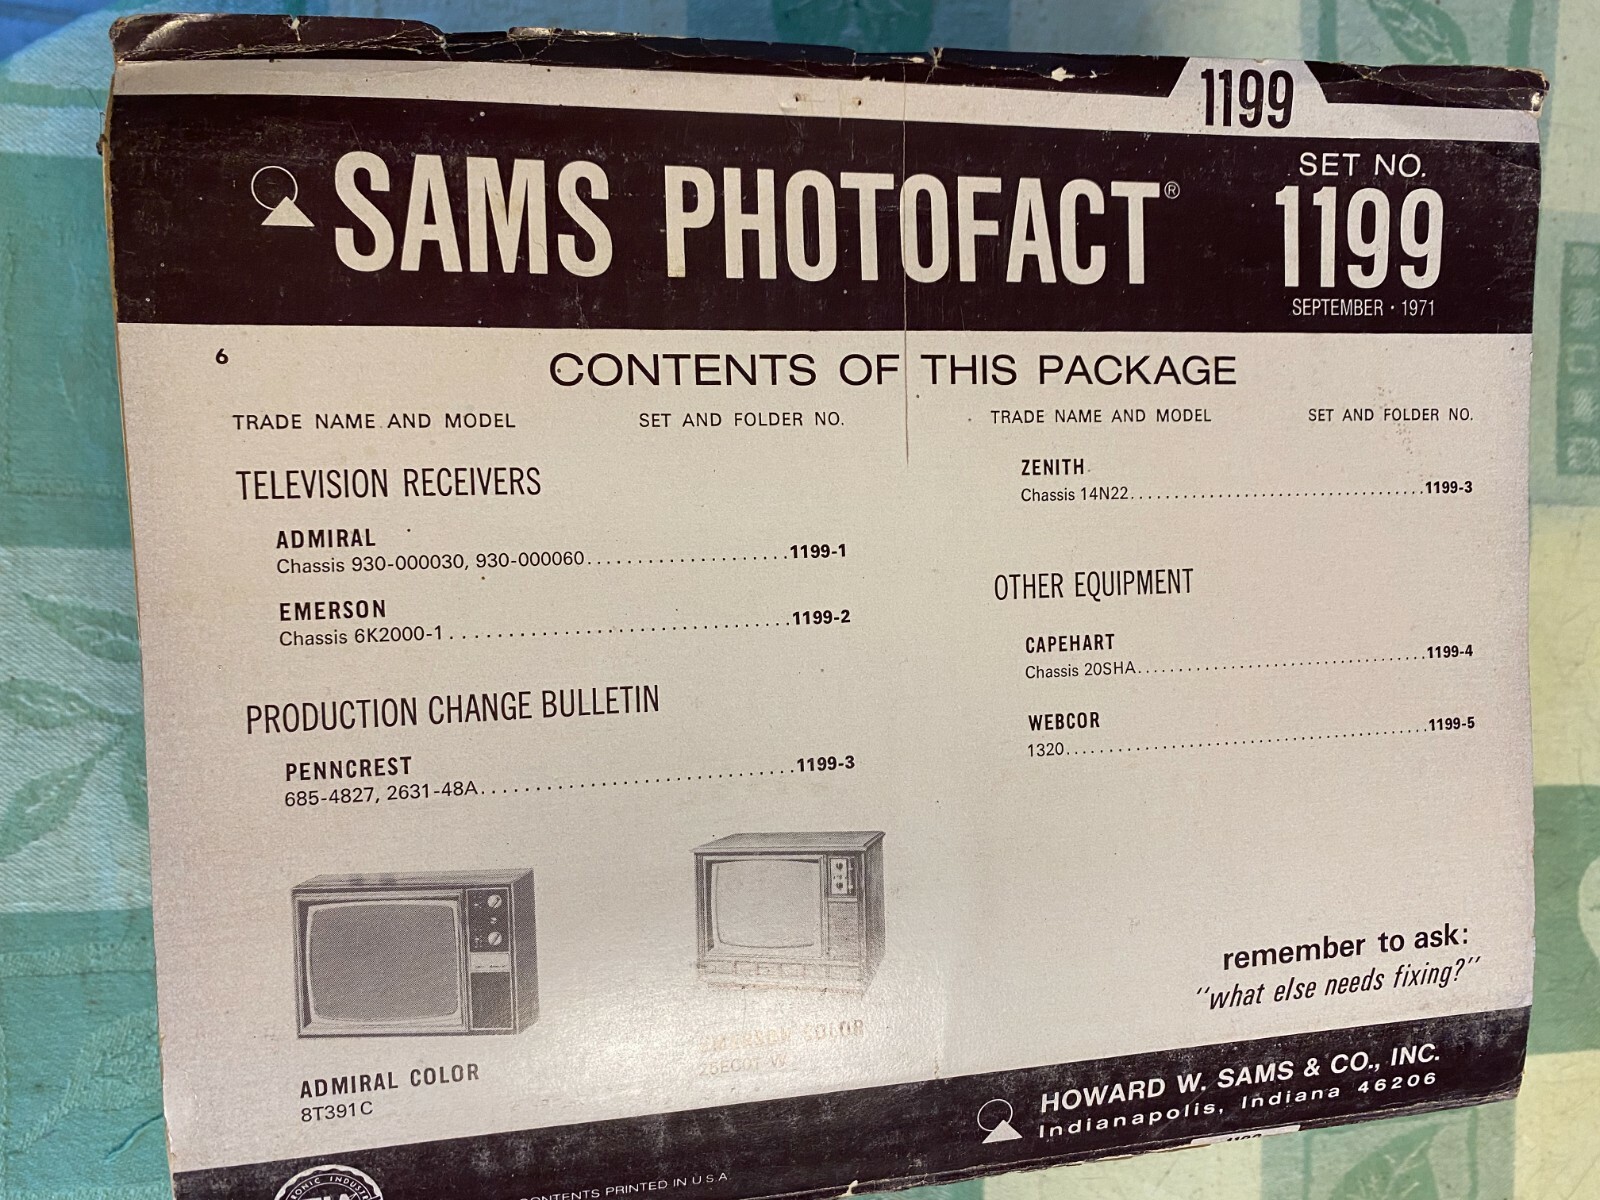 1199
SAMS PHOTOFACT®
SET NO.
1199
SEPTEMBER · 1971
6
CONTENTS OF THIS PACKAGE
TRADE NAME AND MODEL SET AND FOLDER NO.
TELEVISION RECEIVERS
ADMIRAL
Chassis 930-000030, 930-000060....................1199-1
EMERSON
Chassis 6K2000-1..............................1199-2
PRODUCTION CHANGE BULLETIN
PENNCREST
685-4827, 2631-48A..........................1199-3
TRADE NAME AND MODEL SET AND FOLDER NO.
ZENITH
Chassis 14N22..................................1199-3
OTHER EQUIPMENT
CAPEHART
Chassis 20SHA.................................1199-4
WEBCOR
1320..........................................1199-5
ADMIRAL COLOR
8T391C
COLOR
remember to ask:
"what else needs fixing?"
HOWARD W. SAMS & CO., INC.
Indianapolis, Indiana 46206
CONTENTS PRINTED IN U.S.A